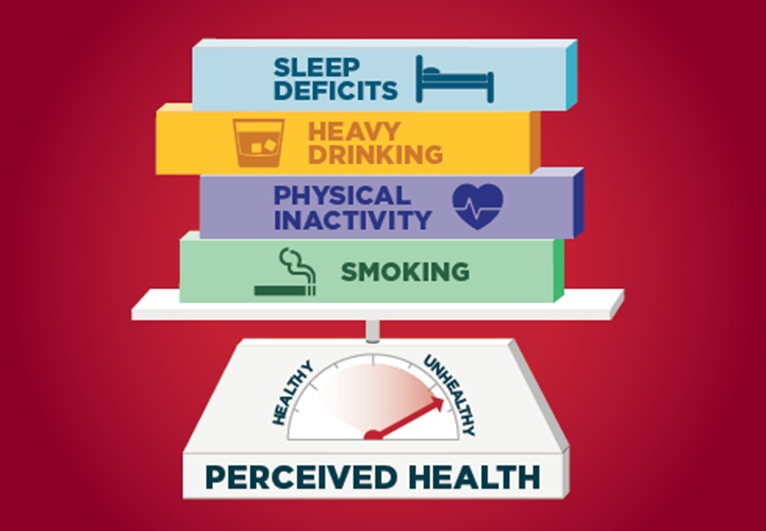 SLEEP
DEFICITS
HEAVY
DRINKING
PHYSICAL
INACTIVITY
SMOKING
HEALTHY
UNHEALTHY
PERCEIVED HEALTH